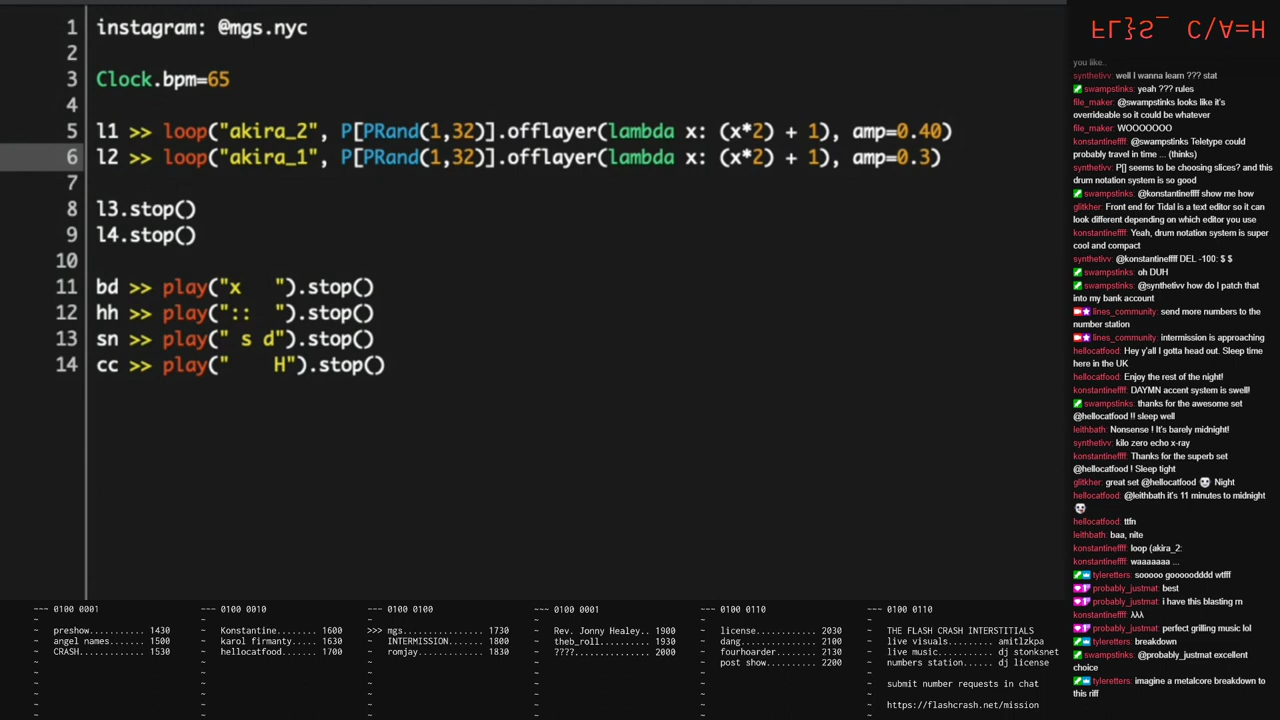 1 instagram: @mgs.nyc
2
3 Clock.bpm=65
4
5 l1 >> loop("akira_2", P[PRand(1,32)].offlayer(lambda x: (x*2) + 1), amp=0.40)
6 l2 >> loop("akira_1", P[PRand(1,32)].offlayer(lambda x: (x*2) + 1), amp=0.3)
7
8 l3.stop()
9 l4.stop()
10
11 bd >> play("x   ").stop()
12 hh >> play("::  ").stop()
13 sn >> play(" s d").stop()
14 cc >> play("    H").stop()
you like..
synthetivv: well I wanna learn ??? stat
swampstinks: yeah ??? rules
file_maker: @swampstinks looks like it's
overrideable so it could be whatever
file_maker: WOOOOOOO
konstantineffff: @swampstinks Teletype could
probably travel in time ... (thinks)
synthetivv: P[] seems to be choosing slices? and this
drum notation system is so good
swampstinks: @konstantineffff show me how
glitkher: Front end for Tidal is a text editor so it can
look different depending on which editor you use
konstantineffff: Yeah, drum notation system is super
cool and compact
synthetivv: @konstantineffff DEL -100: $ $
swampstinks: oh DUH
swampstinks: @synthetivv how do I patch that
into my bank account
lines_community: send more numbers to the
number station
lines_community: intermission is approaching
hellocatfood: Hey y'all I gotta head out. Sleep time
here in the UK
hellocatfood: Enjoy the rest of the night!
konstantineffff: DAYMN accent system is swell!
swampstinks: thanks for the awesome set
@hellocatfood !! sleep well
leithbath: Nonsense ! It's barely midnight!
synthetivv: kilo zero echo x-ray
konstantineffff: Thanks for the superb set
@hellocatfood ! Sleep tight
glitkher: great set @hellocatfood Night
hellocatfood: @leithbath it's 11 minutes to midnight
hellocatfood: ttfn
leithbath: baa, nite
konstantineffff: loop (akira_2:
konstantineffff: waaaaaaa ...
tyleretters: sooooo goooodddd wtfff
probably_justmat: best
probably_justmat: i have this blasting rn
konstantineffff: λλλ
probably_justmat: perfect grilling music lol
tyleretters: breakdown
swampstinks: @probably_justmat excellent
choice
tyleretters: imagine a metalcore breakdown to
this riff
~~~ 0100 0001
~ preshow.......... 1430
~ angel names...... 1500
~ CRASH............ 1530
~~~ 0100 0010
~ Konstantine...... 1600
~ karol firmanty... 1630
~ hellocatfood..... 1700
~~~ 0100 0100
>>> mgs.............. 1730
~ INTERMISSION..... 1800
~ romjay........... 1830
~~~ 0100 0001
~ Rev. Jonny Healey.. 1900
~ theb_roll.......... 1930
~ ????............... 2000
~~~ 0100 0110
~ license.......... 2030
~ dang............. 2100
~ fourhoarder...... 2130
~ post show........ 2200
~~~ 0100 0110
~ THE FLASH CRASH INTERSTITIALS
~ live visuals........ amitlzkpa
~ live music...... dj stonksnet
~ numbers station... dj license
~ submit number requests in chat
~ https://flashcrash.net/mission